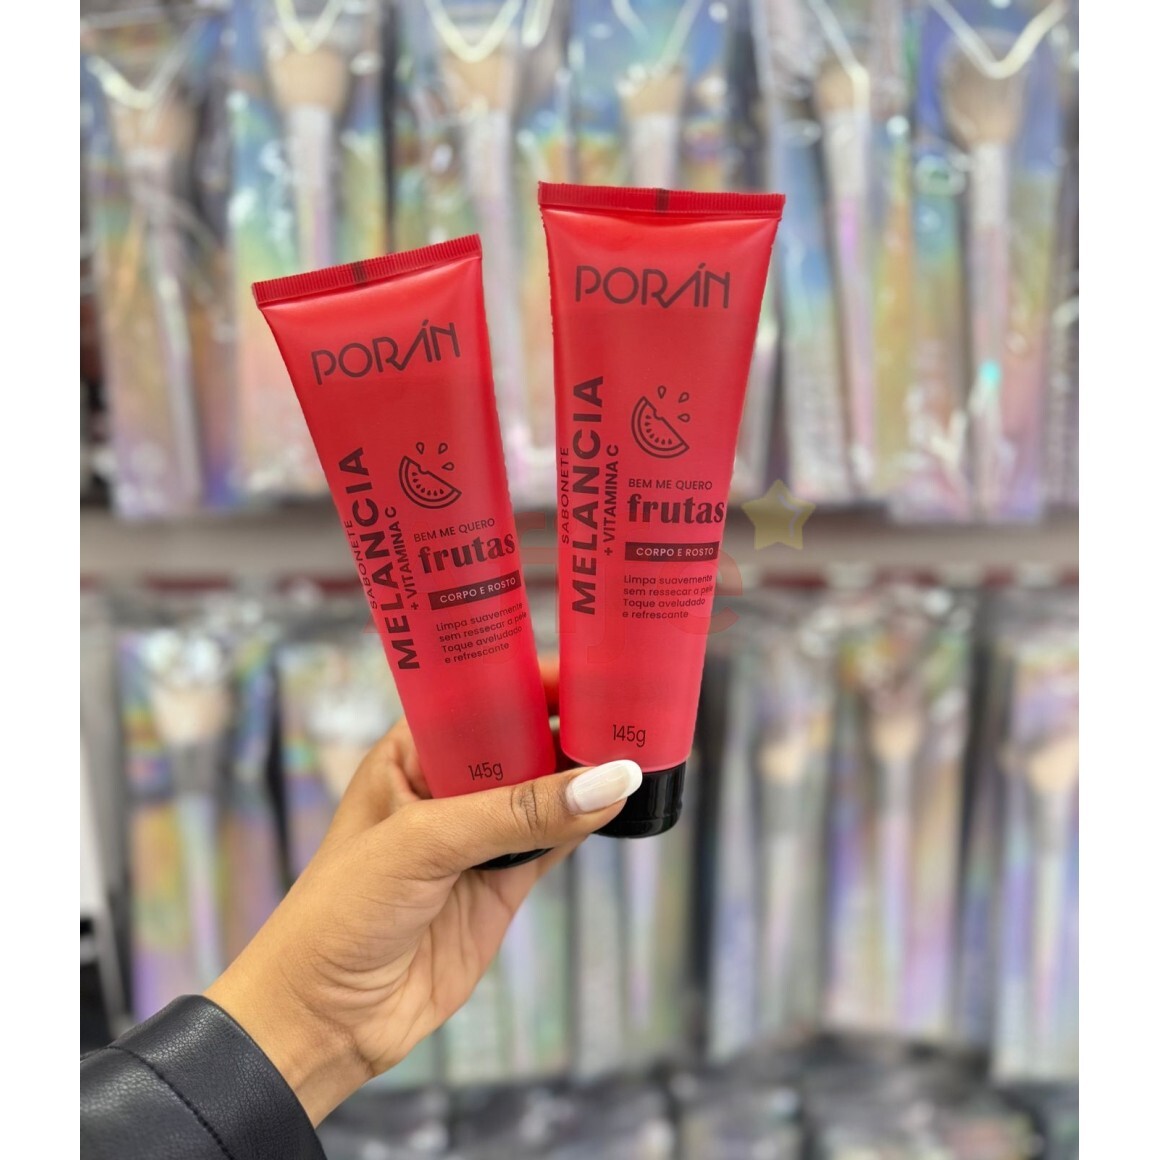 PORÁN
SABONETE
MELANCIA
+ VITAMINA C
BEM ME QUERO
frutas
CORPO E ROSTO
Limpa suavemente
sem ressecar a pele
Toque aveludado
e refrescante
145g
PORÁN
SABONETE
MELANCIA
+ VITAMINA C
BEM ME QUERO
frutas
CORPO E ROSTO
Limpa suavemente
sem ressecar a pele
Toque aveludado
e refrescante
145g